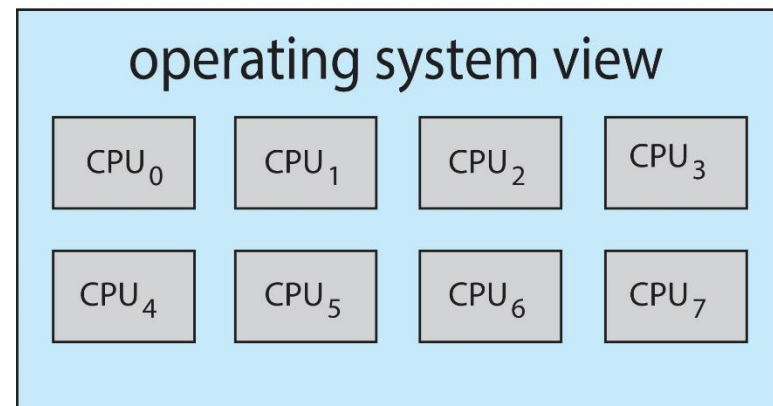 operating system view
CPU₀ CPU₁ CPU₂ CPU₃
CPU₄ CPU₅ CPU₆ CPU₇